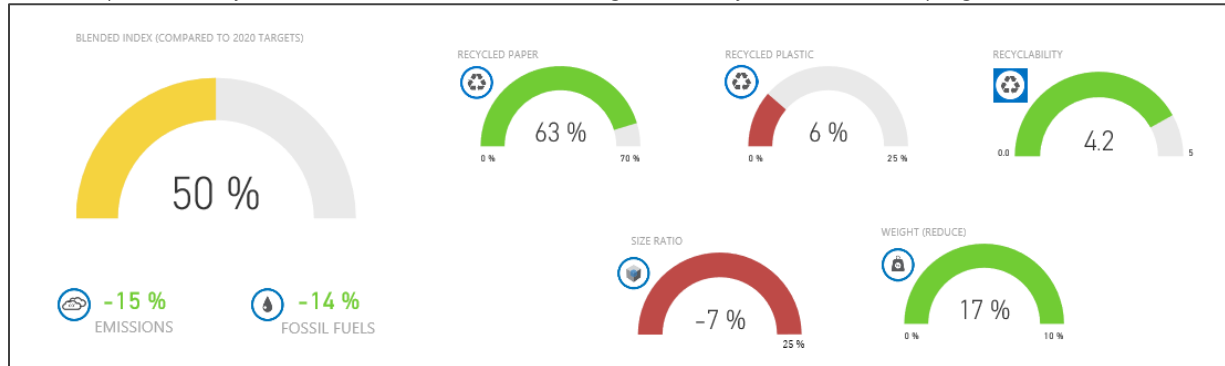 BLENDED INDEX (COMPARED TO 2020 TARGETS)
50 %
-15 %
EMISSIONS
-14 %
FOSSIL FUELS
RECYCLED PAPER
63 %
0 %
70 %
RECYCLED PLASTIC
6 %
0 %
25 %
RECYCLABILITY
4.2
0.0
5
SIZE RATIO
-7 %
25 %
WEIGHT (REDUCE)
17 %
0 %
10 %